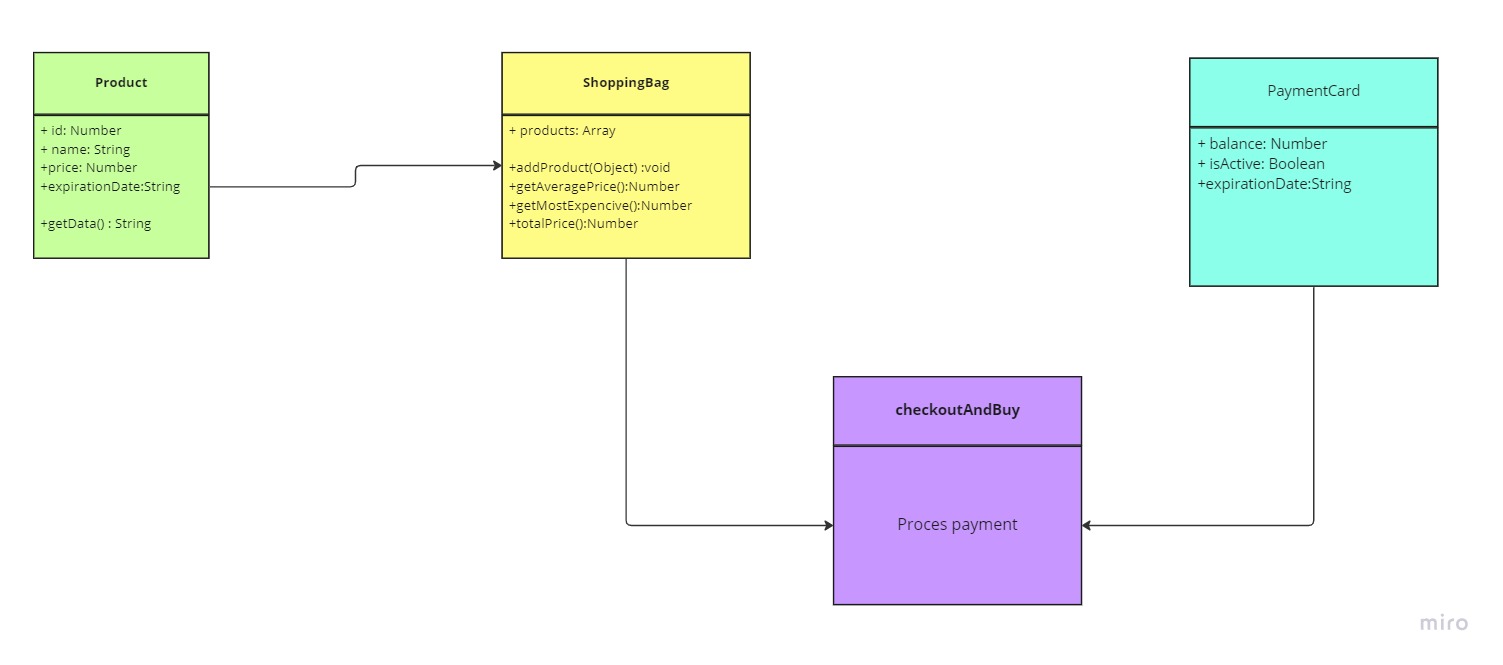 Product
+ id: Number
+ name: String
+price: Number
+expirationDate:String
+getData() : String
ShoppingBag
+ products: Array
+addProduct(Object) :void
+getAveragePrice():Number
+getMostExpencive():Number
+totalPrice():Number
PaymentCard
+ balance: Number
+ isActive: Boolean
+expirationDate:String
checkoutAndBuy
Proces payment
miro